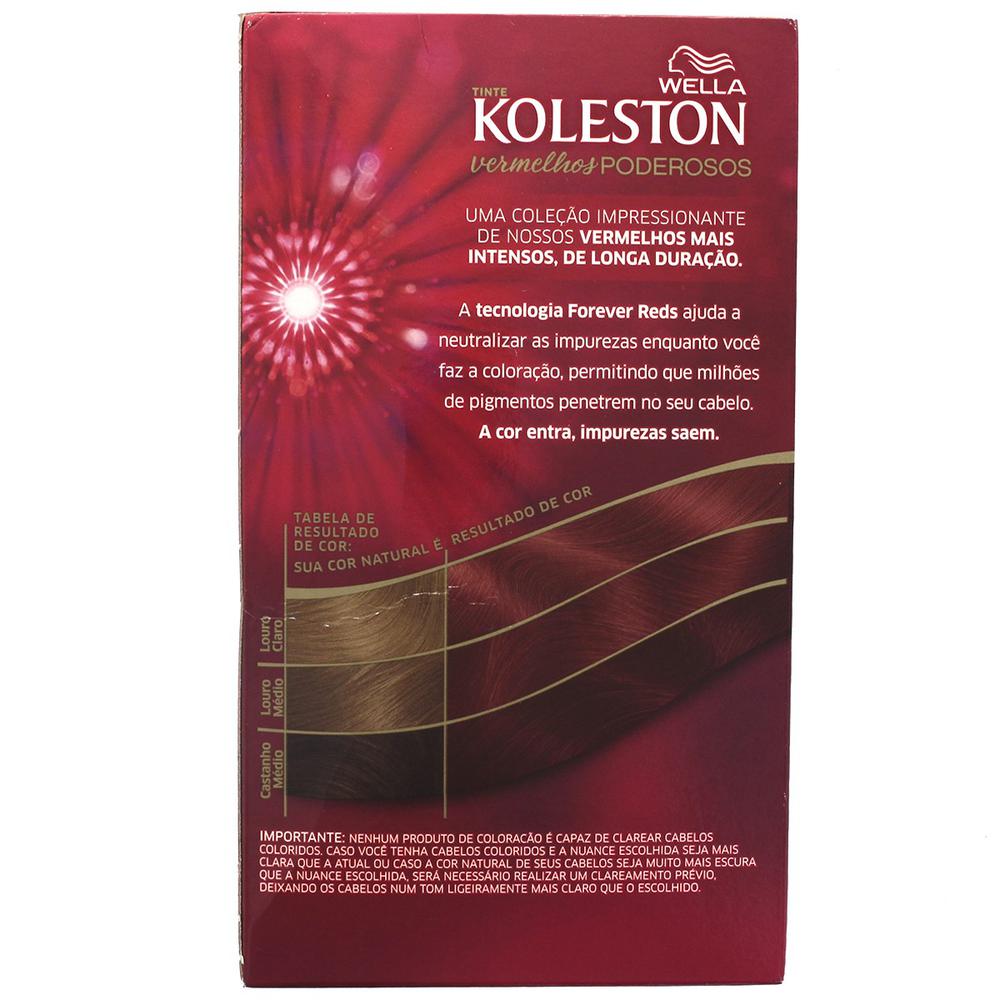 WELLA
TINTE
KOLESTON
vermelhos PODEROSOS
UMA COLEÇÃO IMPRESSIONANTE
DE NOSSOS VERMELHOS MAIS
INTENSOS, DE LONGA DURAÇÃO.
A tecnologia Forever Reds ajuda a
neutralizar as impurezas enquanto você
faz a coloração, permitindo que milhões
de pigmentos penetrem no seu cabelo.
A cor entra, impurezas saem.
TABELA DE
RESULTADO
DE COR:
SUA COR NATURAL É RESULTADO DE COR
Louro
Claro
Louro
Médio
Castanho
Médio
IMPORTANTE: NENHUM PRODUTO DE COLORACÃO É CAPAZ DE CLAREAR CABELOS
COLORIDOS. CASO VOCÊ TENHA CABELOS COLORIDOS E A NUANCE ESCOLHIDA SEJA MAIS
CLARA QUE A ATUAL OU CASO A COR NATURAL DE SEUS CABELOS SEJA MUITO MAIS ESCURA
QUE A NUANCE ESCOLHIDA, SERÁ NECESSÁRIO REALIZAR UM CLAREAMENTO PRÉVIO,
DEIXANDO OS CABELOS NUM TOM LIGEIRAMENTE MAIS CLARO QUE O ESCOLHIDO.